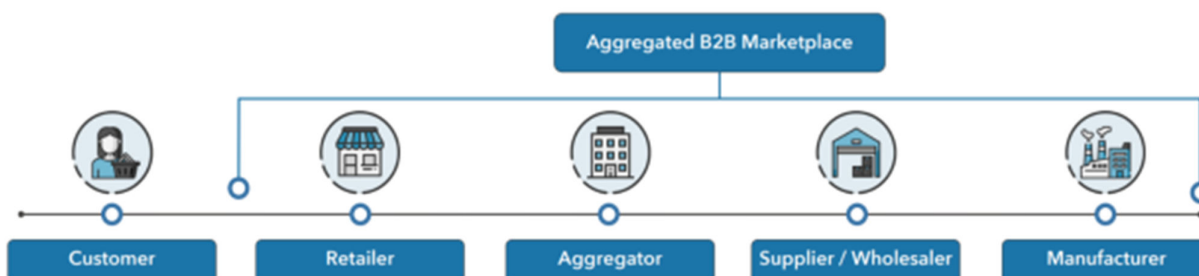 Aggregated B2B Marketplace
Customer
Retailer
Aggregator
Supplier / Wholesaler
Manufacturer